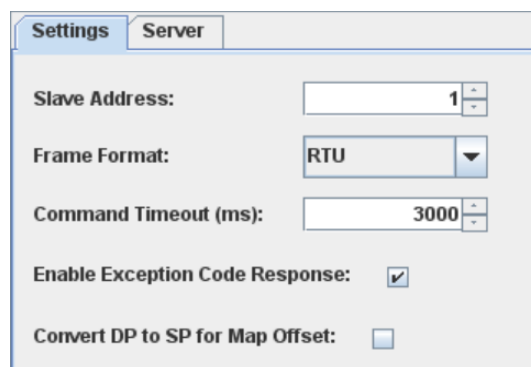 Settings Server
Slave Address: 1
Frame Format: RTU
Command Timeout (ms): 3000
Enable Exception Code Response:
Convert DP to SP for Map Offset: